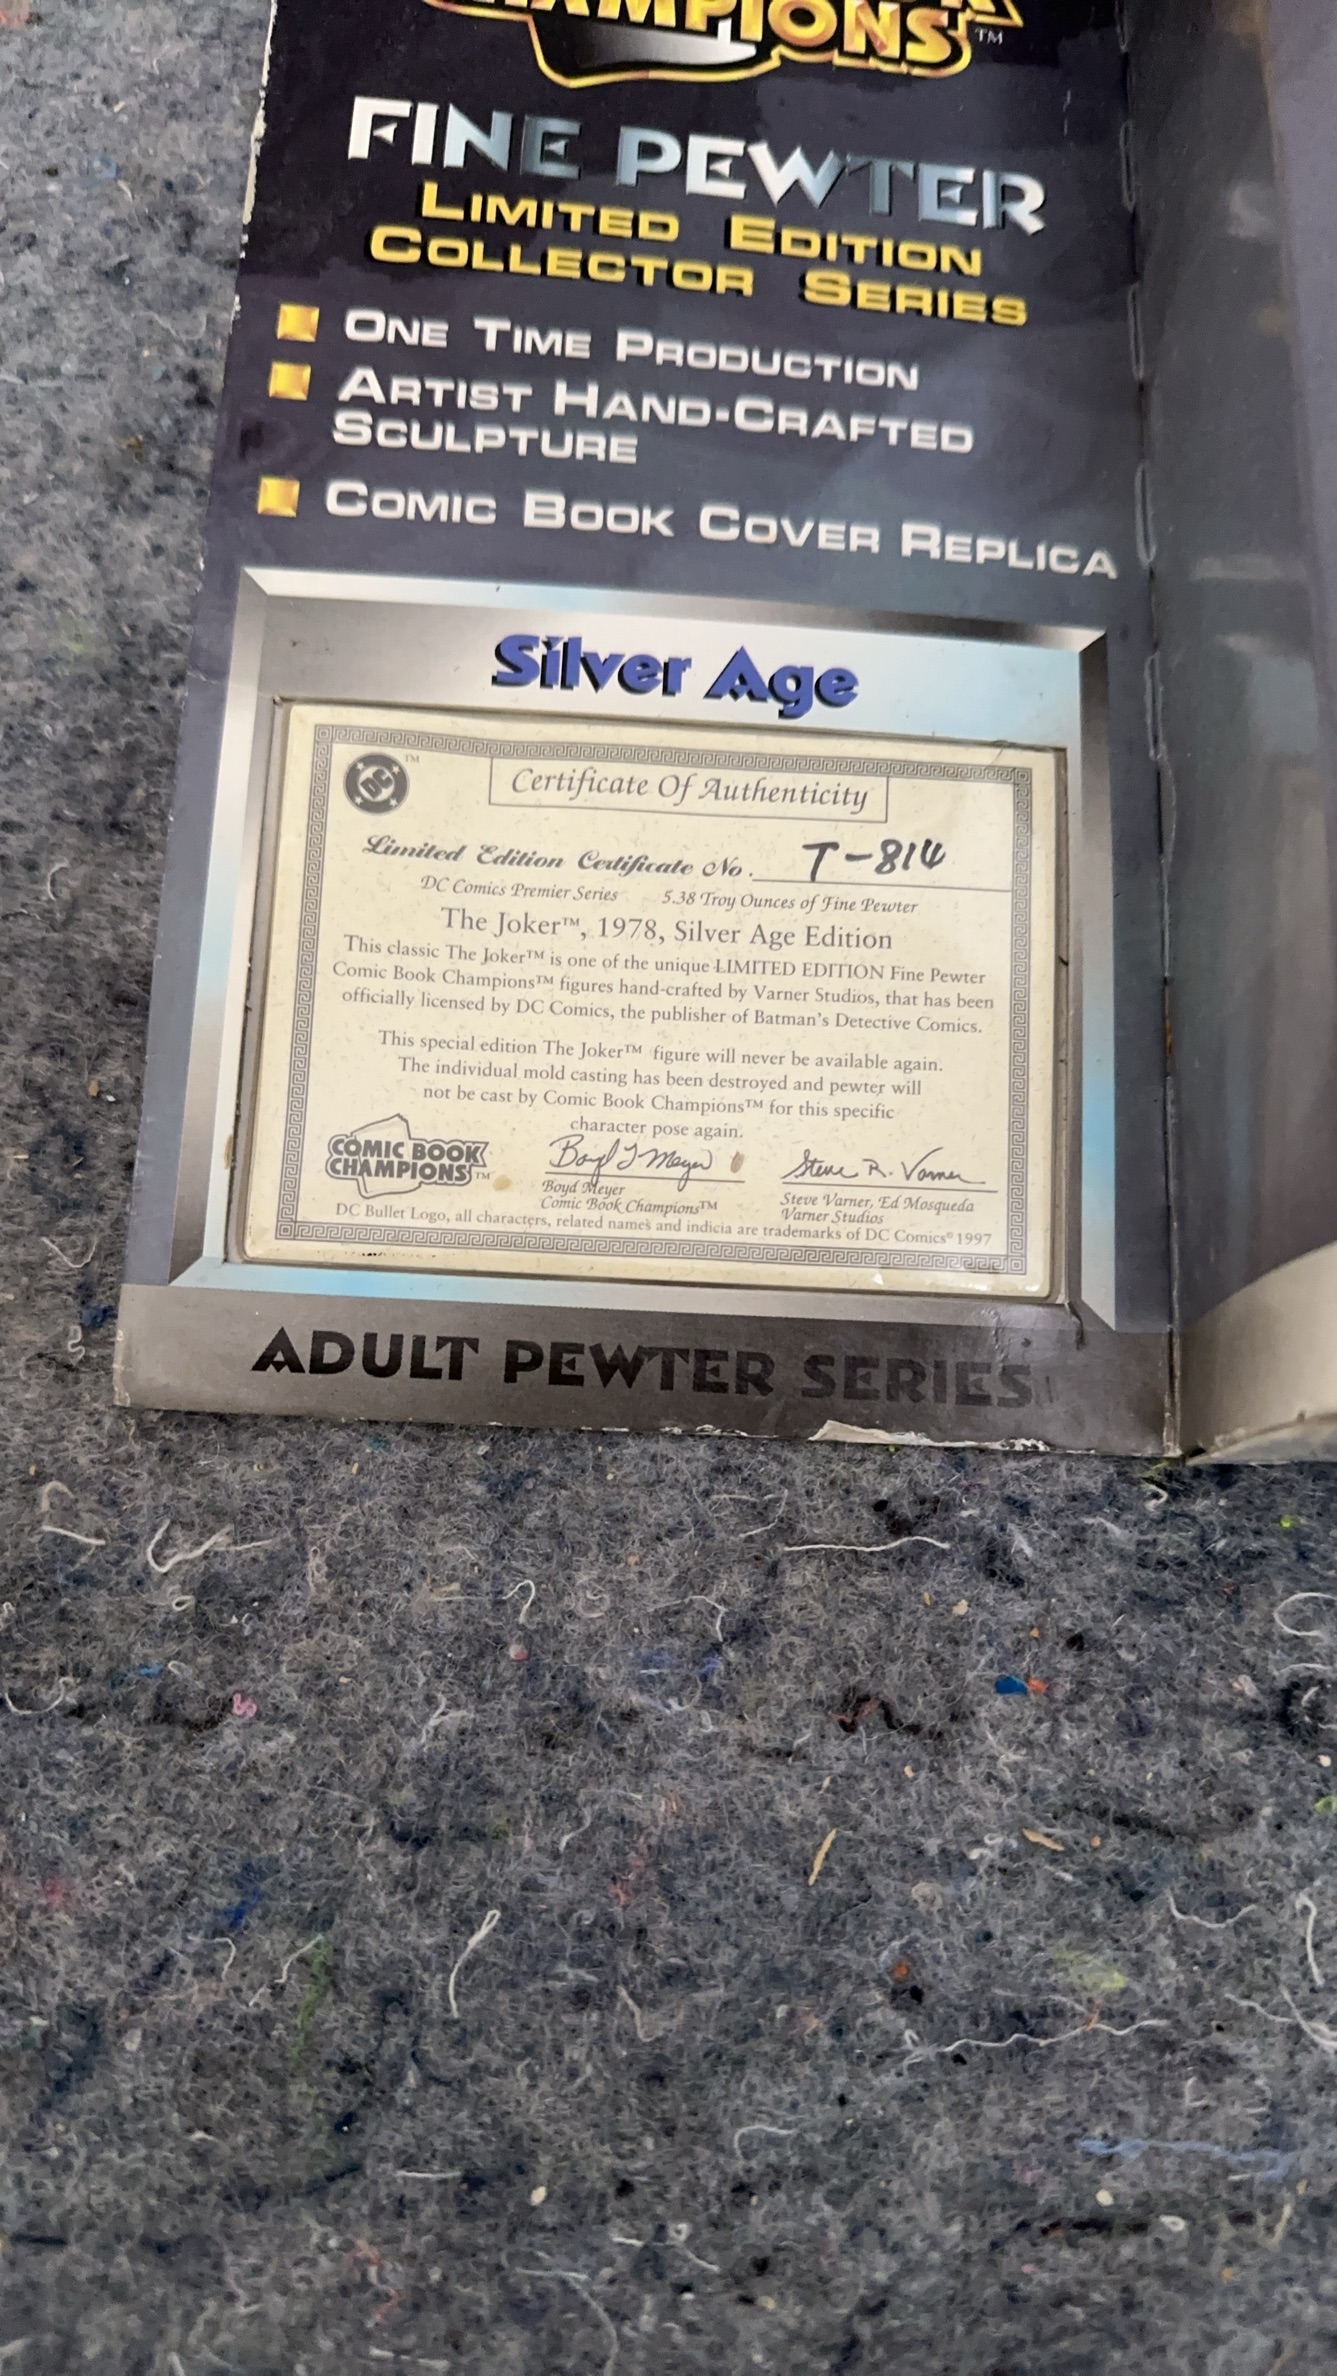 CHAMPIONS™
FINE PEWTER
LIMITED EDITION
COLLECTOR SERIES
ONE TIME PRODUCTION
ARTIST HAND-CRAFTED
SCULPTURE
COMIC BOOK COVER REPLICA
Silver Age
DC™
Certificate Of Authenticity
Limited Edition Certificate No. T-814
DC Comics Premier Series 5.38 Troy Ounces of Fine Pewter
The Joker™, 1978, Silver Age Edition
This classic The Joker™ is one of the unique LIMITED EDITION Fine Pewter
Comic Book Champions™ figures hand-crafted by Varner Studios, that has been
officially licensed by DC Comics, the publisher of Batman's Detective Comics.
This special edition The Joker™ figure will never be available again.
The individual mold casting has been destroyed and pewter will
not be cast by Comic Book Champions™ for this specific
character pose again.
COMIC BOOK
CHAMPIONS™
Boyd J Meyer
Boyd Meyer
Comic Book Champions™
Steve R. Varner
Steve Varner, Ed Mosqueda
Varner Studios
DC Bullet Logo, all characters, related names and indicia are trademarks of DC Comics© 1997
ADULT PEWTER SERIES